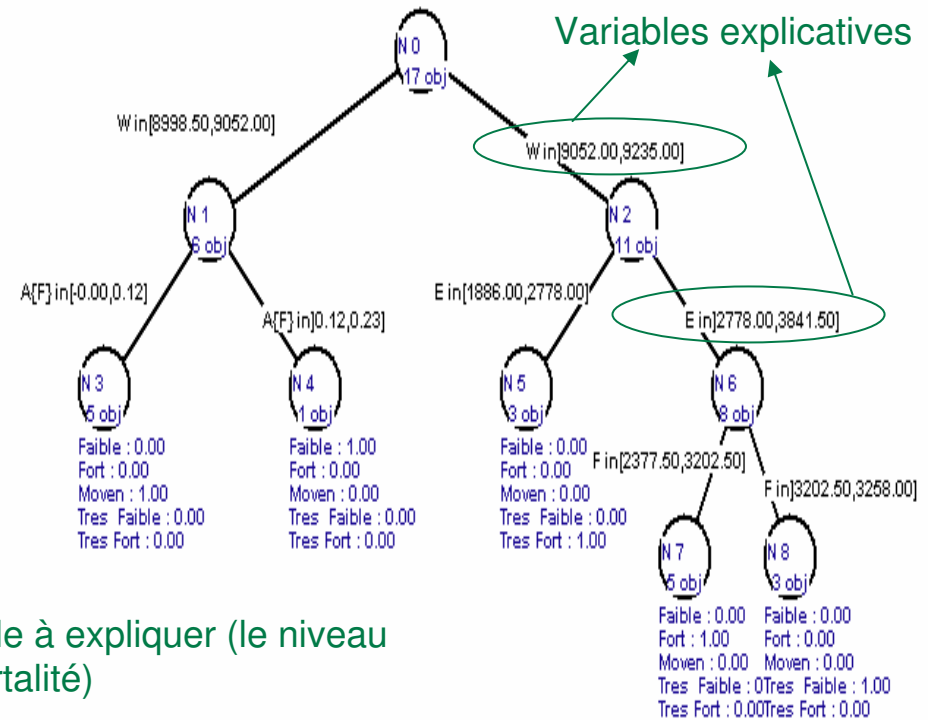 Variables explicatives
N 0
17 obj
W in[8998.50,9052.00]
W in]9052.00,9235.00]
N 1
6 obj
N 2
11 obj
A{F} in[-0.00,0.12]
A{F} in]0.12,0.23]
E in[1886.00,2778.00]
E in]2778.00,3841.50]
N 3
5 obj
Faible : 0.00
Fort : 0.00
Moven : 1.00
Tres Faible : 0.00
Tres Fort : 0.00
N 4
1 obj
Faible : 1.00
Fort : 0.00
Moven : 0.00
Tres Faible : 0.00
Tres Fort : 0.00
N 5
3 obj
Faible : 0.00
Fort : 0.00
Moven : 0.00
Tres Faible : 0.00
Tres Fort : 1.00
N 6
8 obj
F in[2377.50,3202.50]
F in]3202.50,3258.00]
N 7
5 obj
Faible : 0.00
Fort : 1.00
Moven : 0.00
Tres Faible : 0
Tres Fort : 0.00
N 8
3 obj
Faible : 0.00
Fort : 0.00
Moven : 0.00
Tres Faible : 1.00
Tres Fort : 0.00
le à expliquer (le niveau
rtalité)